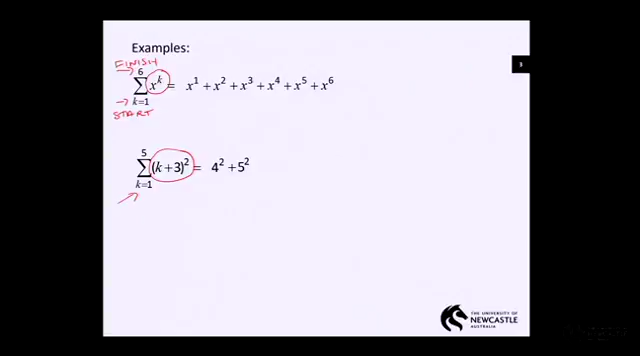 Examples:
FINISH
6
∑ x^k = x^1 + x^2 + x^3 + x^4 + x^5 + x^6
k=1
START
3
5
∑ (k+3)^2 = 4^2 + 5^2
k=1
THE UNIVERSITY OF
NEWCASTLE
AUSTRALIA